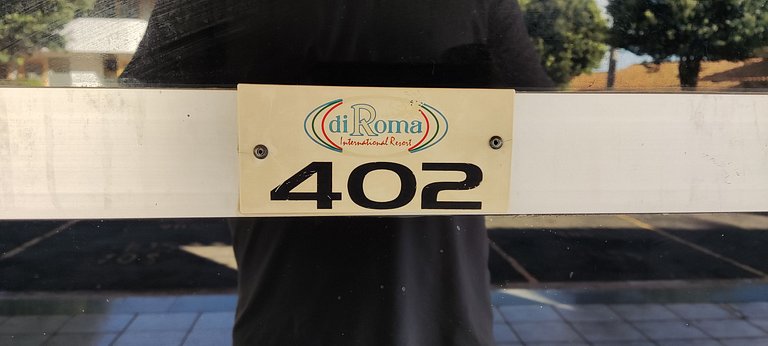 diRoma
International Resort
402